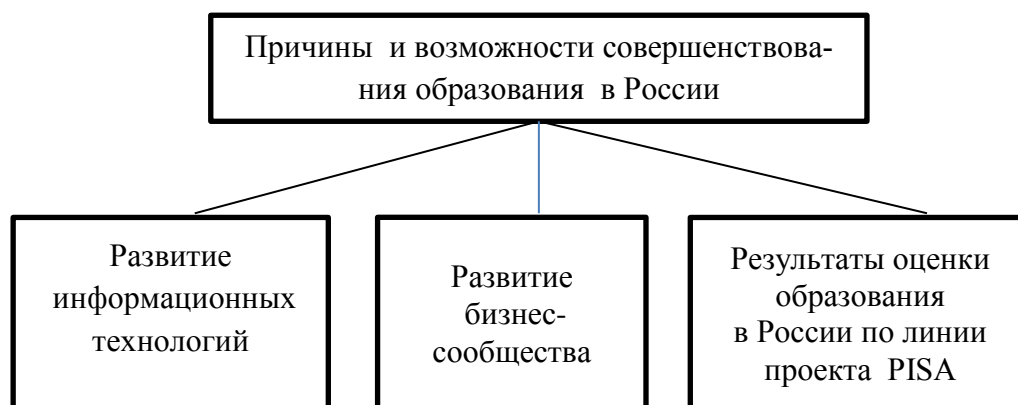 Причины и возможности совершенствова-
ния образования в России
Развитие
информационных
технологий
Развитие
бизнес-
сообщества
Результаты оценки
образования
в России по линии
проекта PISA